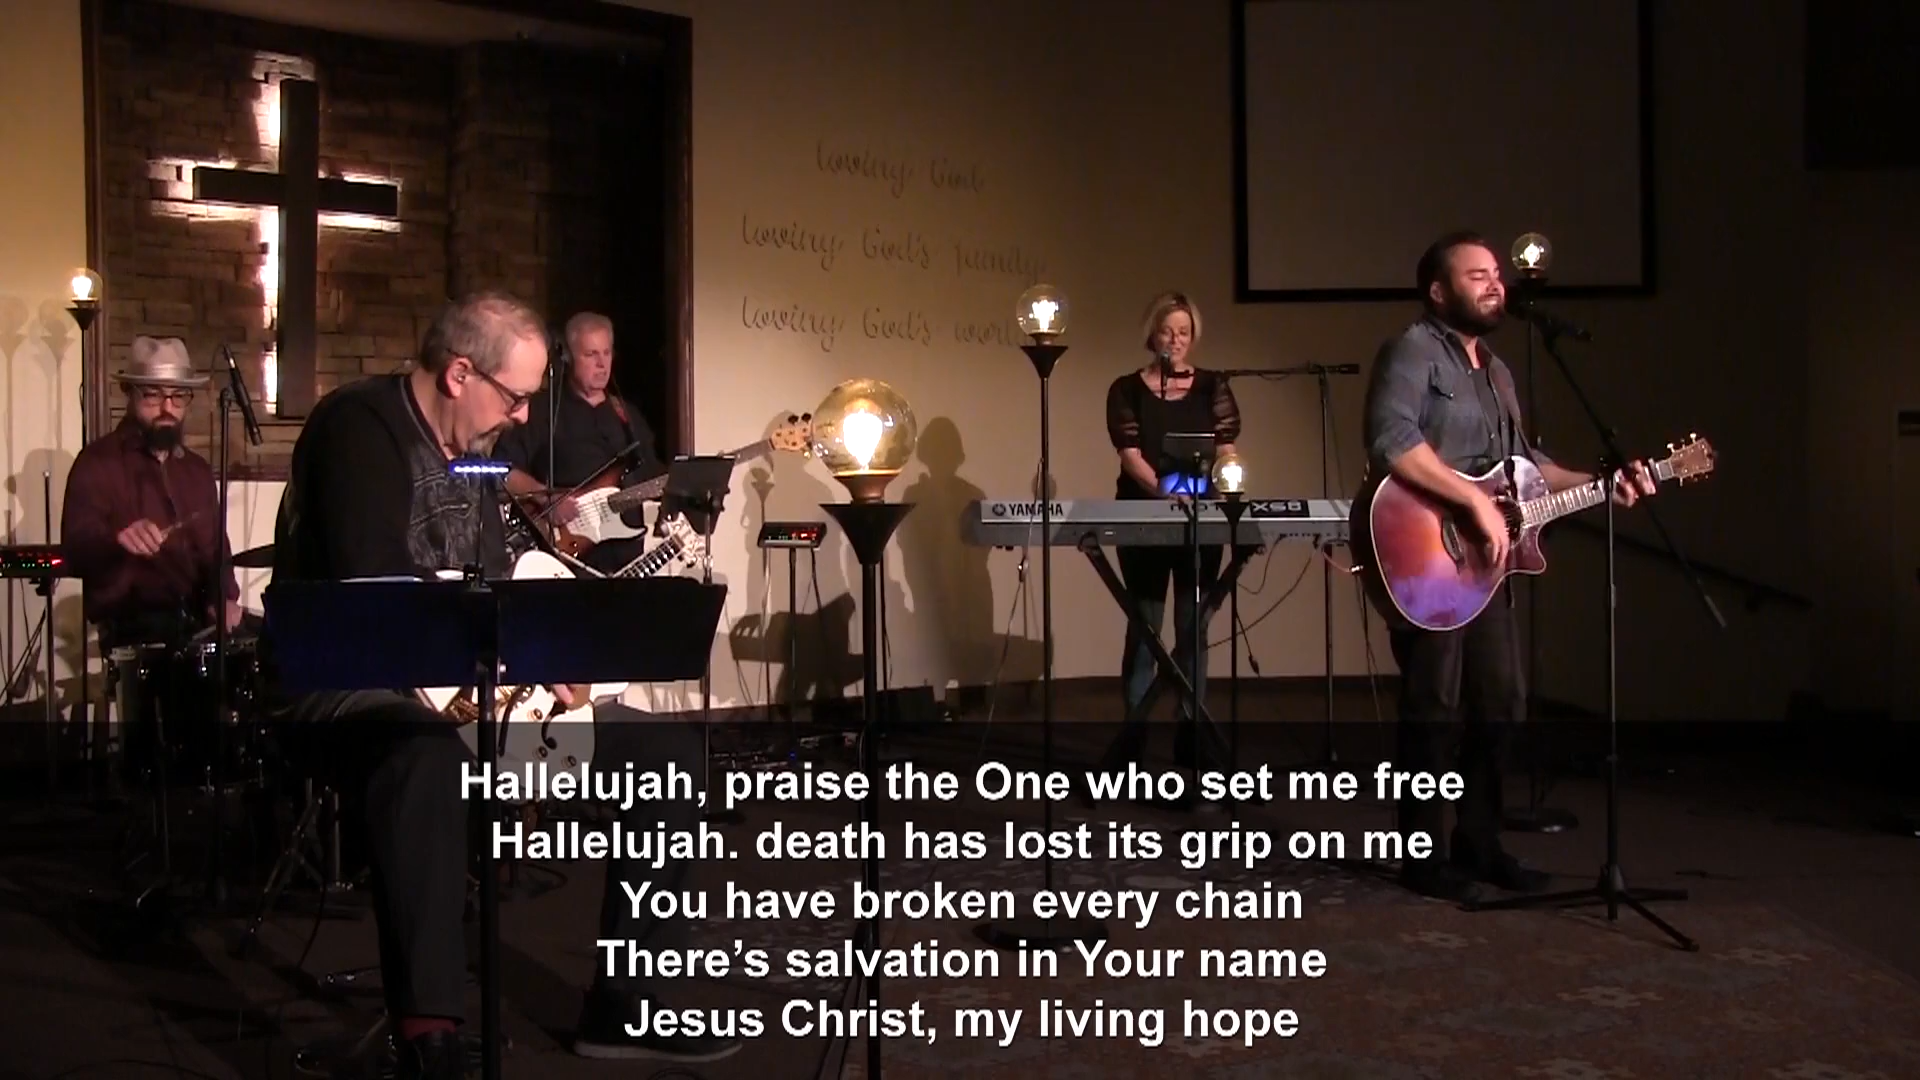 loving God
loving God's family
loving God's world
YAMAHA
MOTIF XS8
Hallelujah, praise the One who set me free
Hallelujah. death has lost its grip on me
You have broken every chain
There’s salvation in Your name
Jesus Christ, my living hope